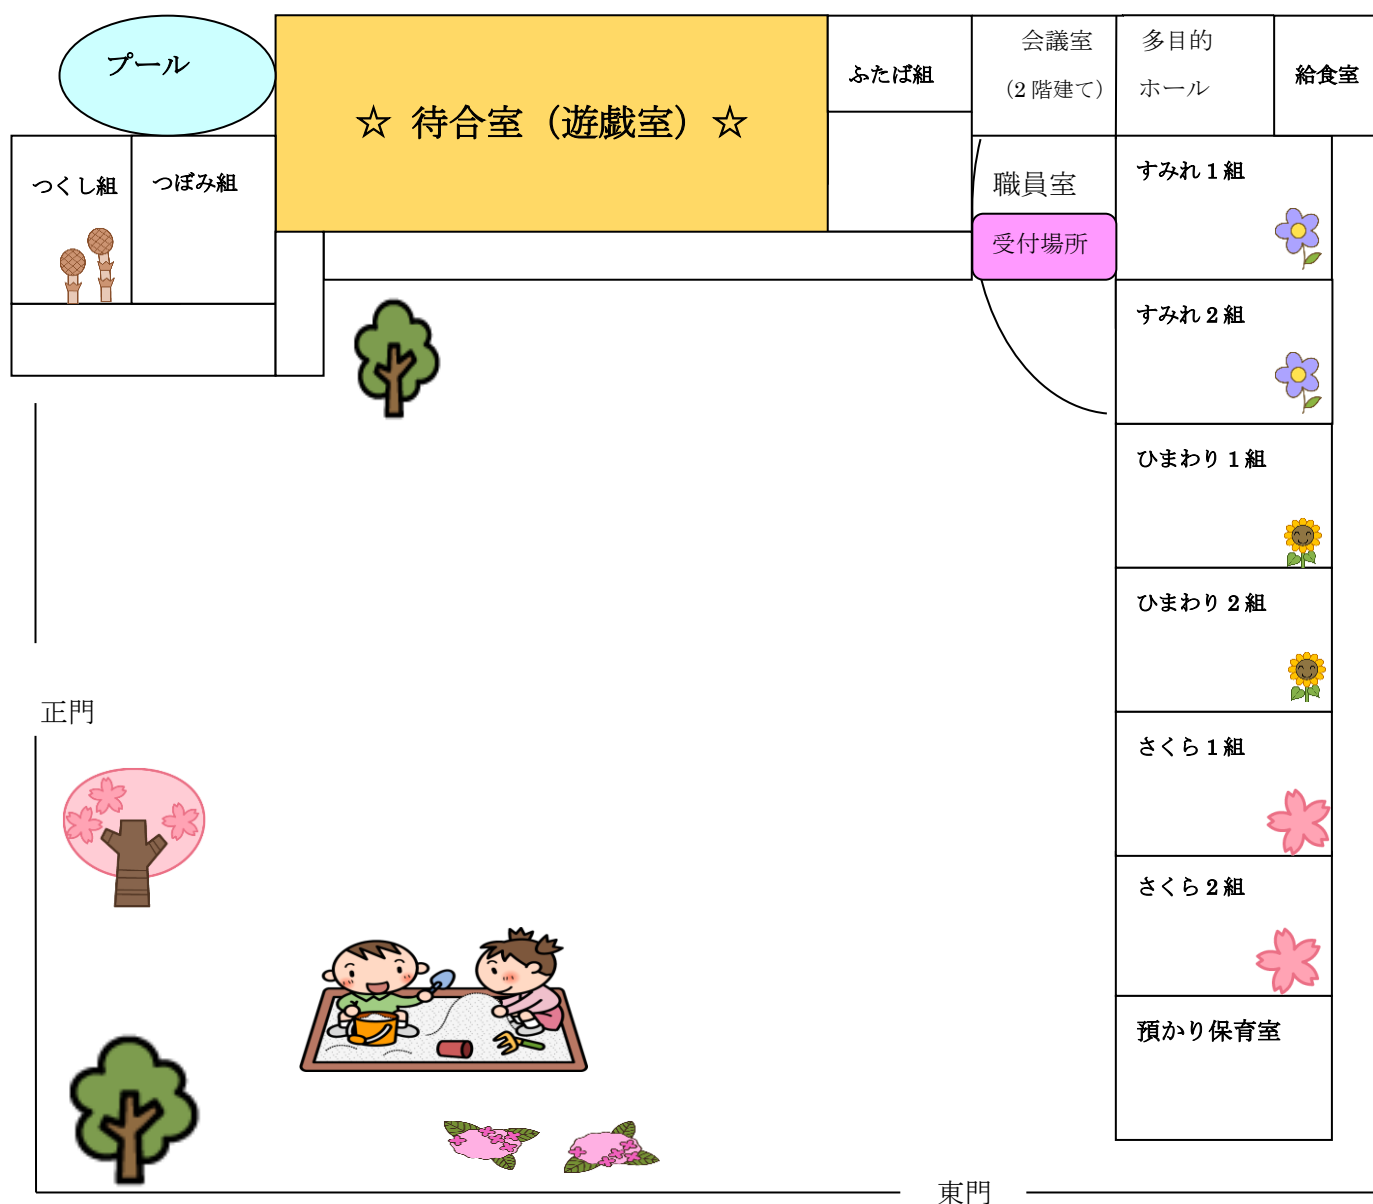 プール
☆ 待合室（遊戯室）☆
ふたば組
会議室
（2 階建て）
多目的
ホール
給食室
つくし組
つぼみ組
職員室
受付場所
すみれ 1 組
すみれ 2 組
ひまわり 1 組
ひまわり 2 組
正門
さくら 1 組
さくら 2 組
預かり保育室
東門